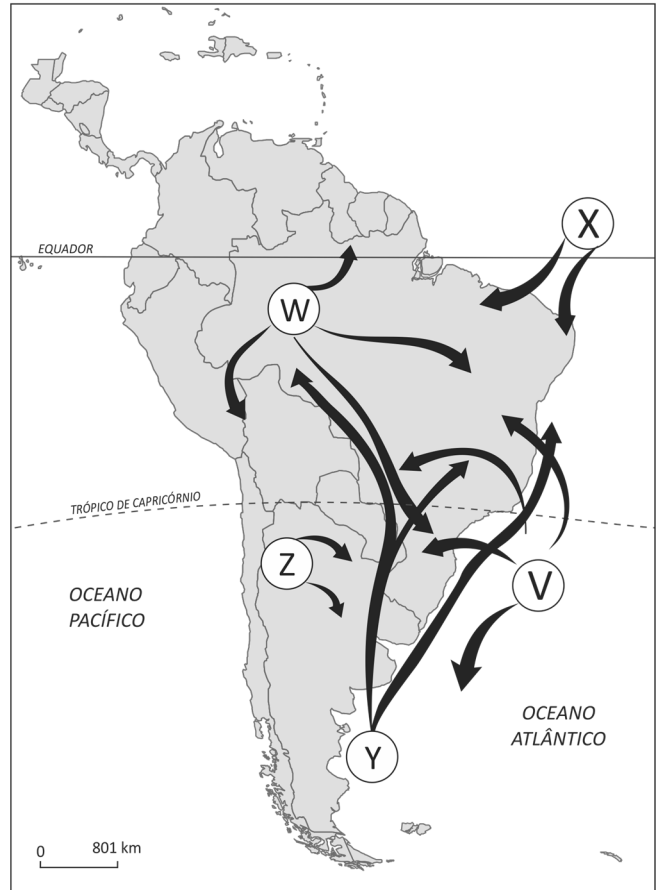 X
EQUADOR
W
TRÓPICO DE CAPRICÓRNIO
Z
V
OCEANO
PACÍFICO
OCEANO
ATLÂNTICO
Y
0 801 km